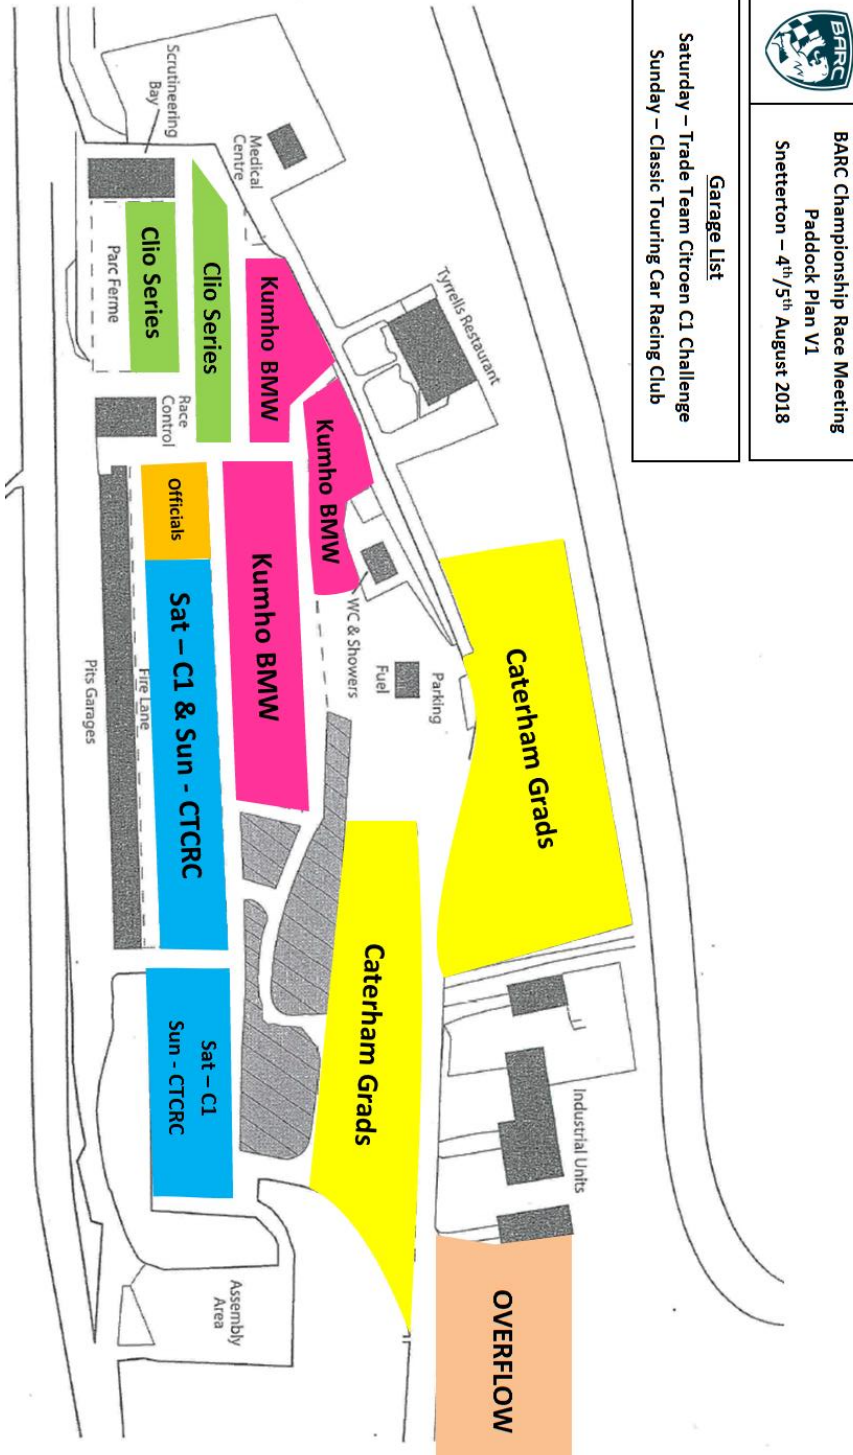 BARC
BARC Championship Race Meeting
Paddock Plan V1
Snetterton – 4th/5th August 2018
Garage List
Saturday – Trade Team Citroen C1 Challenge
Sunday – Classic Touring Car Racing Club
Scrutineering
Bay
Medical
Centre
Tyrrells Restaurant
Clio Series
Parc Ferme
Clio Series
Kumho BMW
Race
Control
Kumho BMW
Officials
Kumho BMW
WC & Showers
Fuel
Parking
Caterham Grads
Sat – C1 & Sun - CTCRC
Fire Lane
Pits Garages
Caterham Grads
Sat – C1
Sun - CTCRC
Industrial Units
Assembly
Area
OVERFLOW